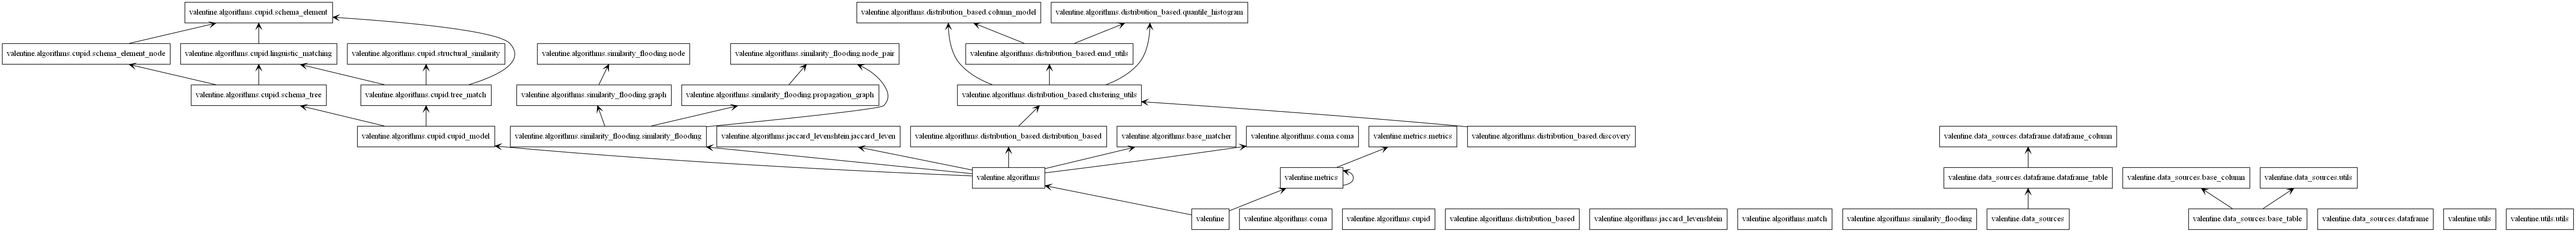 valentine.algorithms.cupid.schema_element
valentine.algorithms.distribution_based.column_model
valentine.algorithms.distribution_based.quantile_histogram
valentine.algorithms.cupid.schema_element_node
valentine.algorithms.cupid.linguistic_matching
valentine.algorithms.cupid.structural_similarity
valentine.algorithms.similarity_flooding.node
valentine.algorithms.similarity_flooding.node_pair
valentine.algorithms.distribution_based.emd_utils
valentine.algorithms.cupid.schema_tree
valentine.algorithms.cupid.tree_match
valentine.algorithms.similarity_flooding.graph
valentine.algorithms.similarity_flooding.propagation_graph
valentine.algorithms.distribution_based.clustering_utils
valentine.algorithms.cupid.cupid_model
valentine.algorithms.similarity_flooding.similarity_flooding
valentine.algorithms.jaccard_levenshtein.jaccard_leven
valentine.algorithms.distribution_based.distribution_based
valentine.algorithms.base_matcher
valentine.algorithms.coma.coma
valentine.metrics.metrics
valentine.algorithms.distribution_based.discovery
valentine.data_sources.dataframe.dataframe_column
valentine.algorithms
valentine.metrics
valentine.data_sources.dataframe.dataframe_table
valentine.data_sources.base_column
valentine.data_sources.utils
valentine
valentine.algorithms.coma
valentine.algorithms.cupid
valentine.algorithms.distribution_based
valentine.algorithms.jaccard_levenshtein
valentine.algorithms.match
valentine.algorithms.similarity_flooding
valentine.data_sources
valentine.data_sources.base_table
valentine.data_sources.dataframe
valentine.utils
valentine.utils.utils